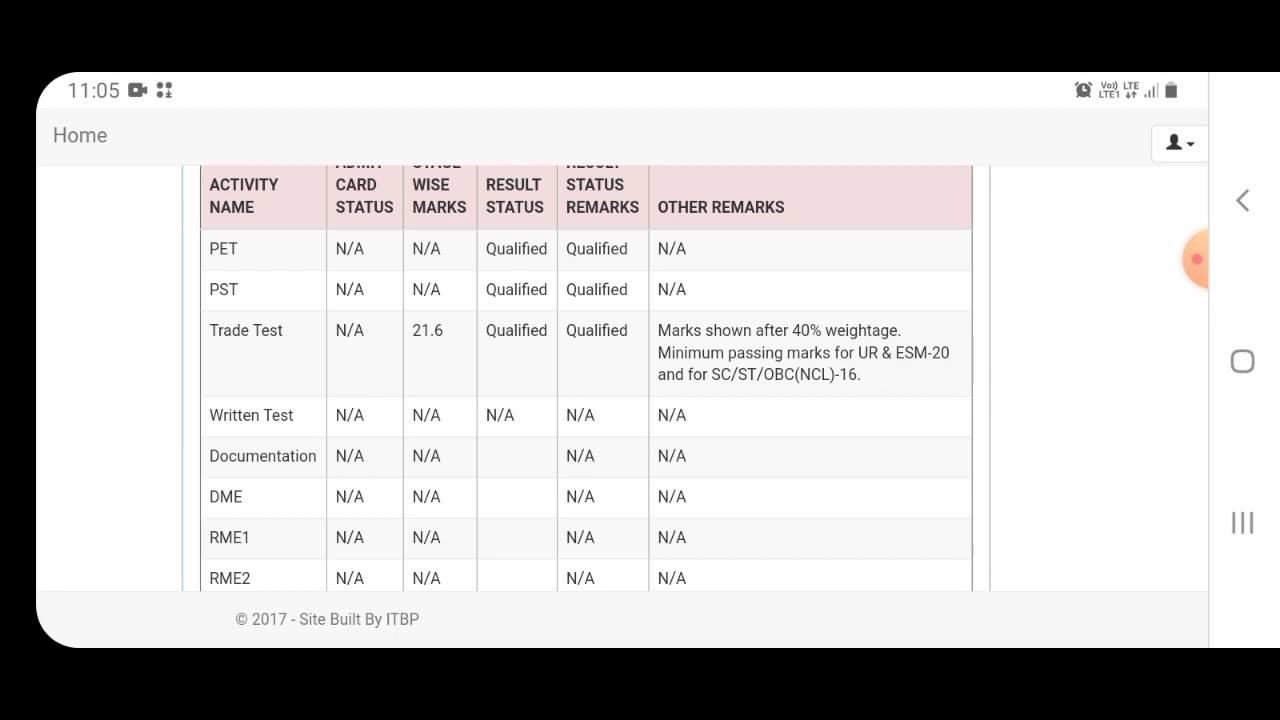 11:05 Vo)) LTE
LTE1
Home
ACTIVITY NAME CARD STATUS WISE MARKS RESULT STATUS STATUS REMARKS OTHER REMARKS
PET N/A N/A Qualified Qualified N/A
PST N/A N/A Qualified Qualified N/A
Trade Test N/A 21.6 Qualified Qualified Marks shown after 40% weightage.
Minimum passing marks for UR & ESM-20
and for SC/ST/OBC(NCL)-16.
Written Test N/A N/A N/A N/A N/A
Documentation N/A N/A N/A N/A
DME N/A N/A N/A N/A
RME1 N/A N/A N/A N/A
RME2 N/A N/A N/A N/A
© 2017 - Site Built By ITBP